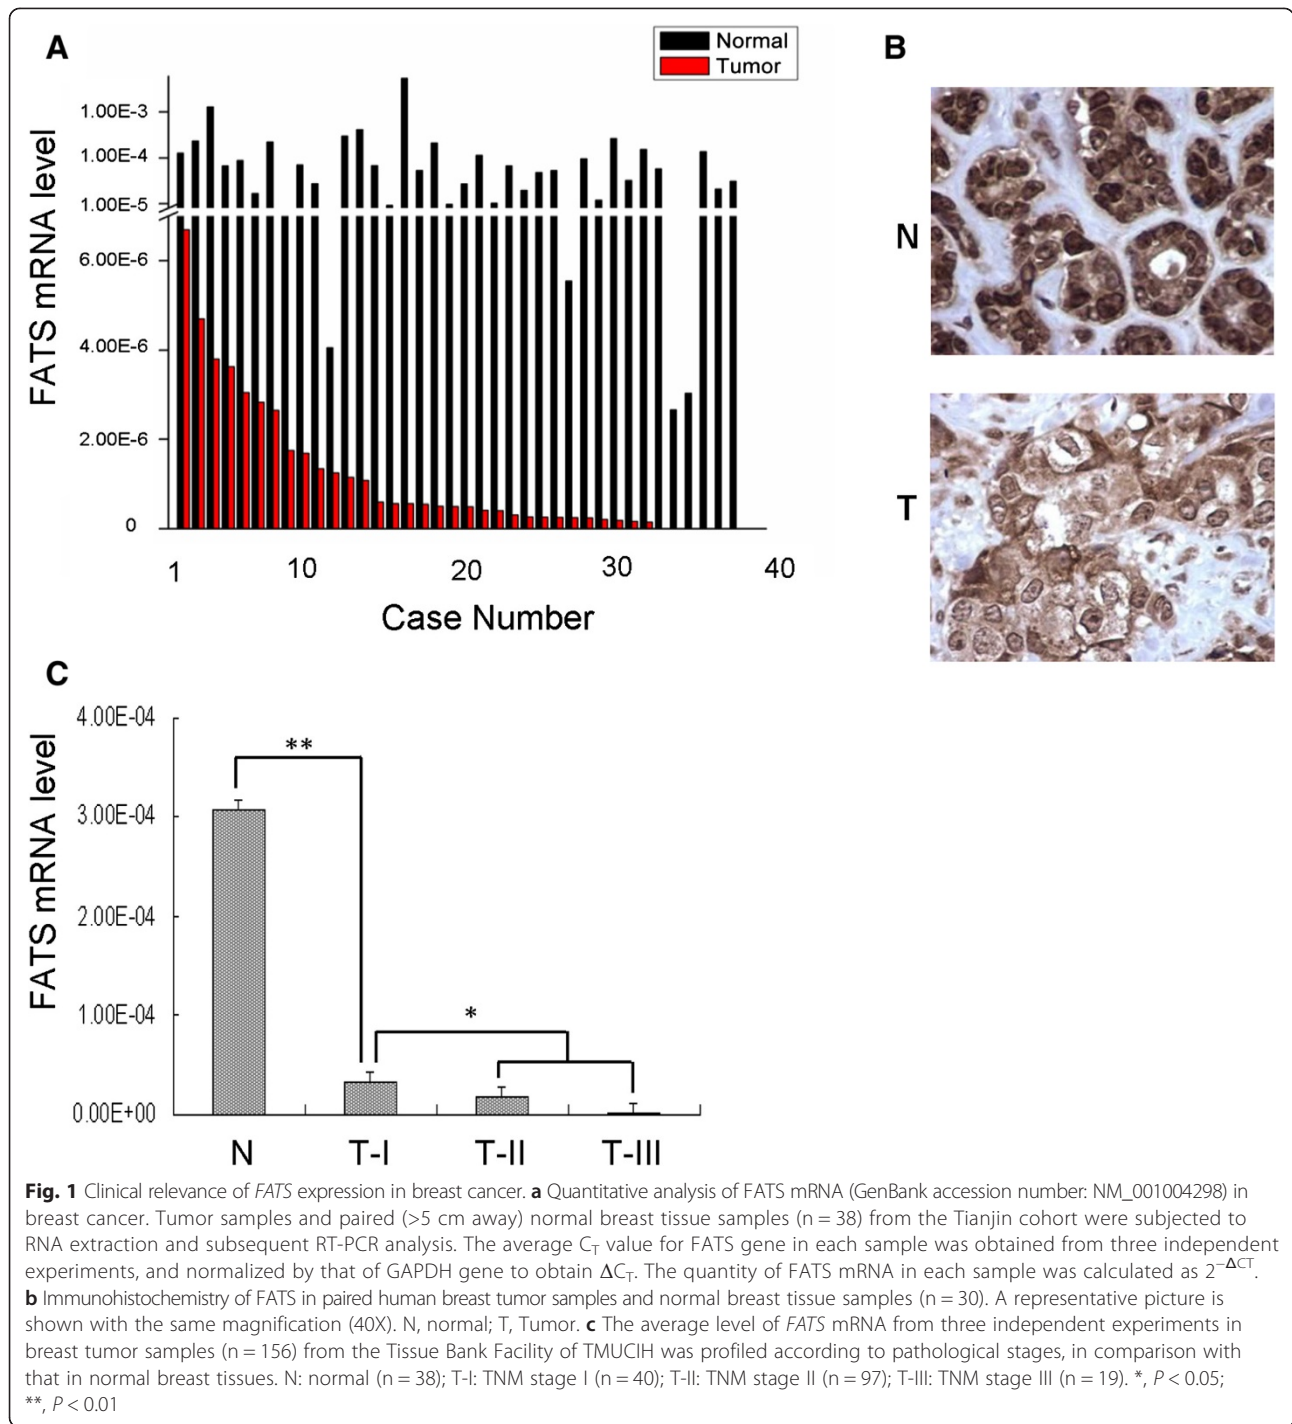 A
Normal
Tumor
FATS mRNA level
1.00E-3
1.00E-4
1.00E-5
6.00E-6
4.00E-6
2.00E-6
0
1
10
20
30
40
Case Number
B
N
T
C
FATS mRNA level
4.00E-04
3.00E-04
2.00E-04
1.00E-04
0.00E+00
**
*
N
T-I
T-II
T-III
Fig. 1 Clinical relevance of FATS expression in breast cancer. a Quantitative analysis of FATS mRNA (GenBank accession number: NM_001004298) in
breast cancer. Tumor samples and paired (>5 cm away) normal breast tissue samples (n = 38) from the Tianjin cohort were subjected to
RNA extraction and subsequent RT-PCR analysis. The average CT value for FATS gene in each sample was obtained from three independent
experiments, and normalized by that of GAPDH gene to obtain ΔCT. The quantity of FATS mRNA in each sample was calculated as 2−ΔCT.
b Immunohistochemistry of FATS in paired human breast tumor samples and normal breast tissue samples (n = 30). A representative picture is
shown with the same magnification (40X). N, normal; T, Tumor. c The average level of FATS mRNA from three independent experiments in
breast tumor samples (n = 156) from the Tissue Bank Facility of TMUCIH was profiled according to pathological stages, in comparison with
that in normal breast tissues. N: normal (n = 38); T-I: TNM stage I (n = 40); T-II: TNM stage II (n = 97); T-III: TNM stage III (n = 19). *, P < 0.05;
**, P < 0.01